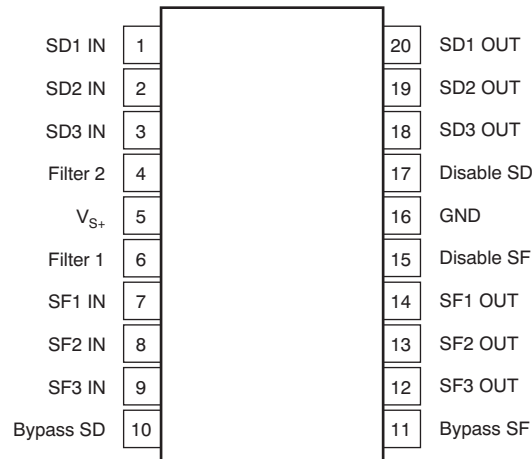 SD1 IN 1 20 SD1 OUT
SD2 IN 2 19 SD2 OUT
SD3 IN 3 18 SD3 OUT
Filter 2 4 17 Disable SD
VS+ 5 16 GND
Filter 1 6 15 Disable SF
SF1 IN 7 14 SF1 OUT
SF2 IN 8 13 SF2 OUT
SF3 IN 9 12 SF3 OUT
Bypass SD 10 11 Bypass SF